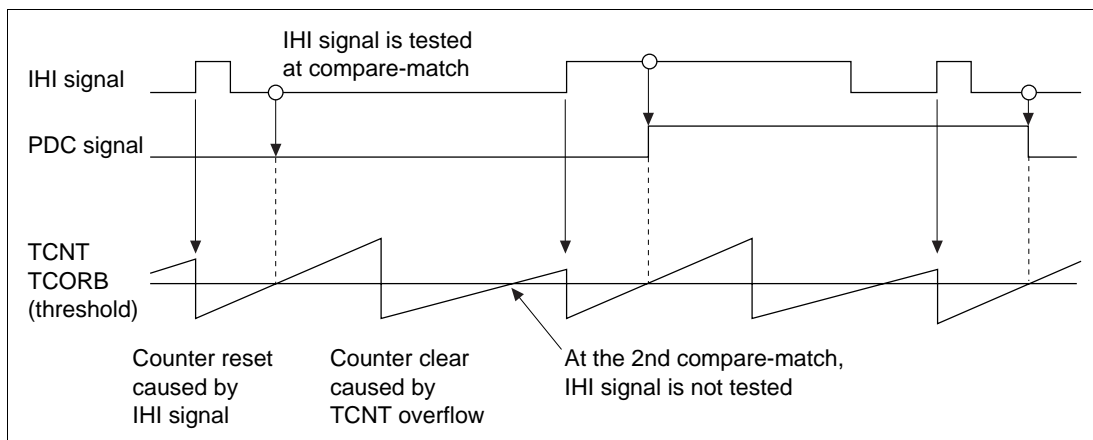 IHI signal is tested
at compare-match
IHI signal
PDC signal
TCNT
TCORB
(threshold)
Counter reset
caused by
IHI signal
Counter clear
caused by
TCNT overflow
At the 2nd compare-match,
IHI signal is not tested